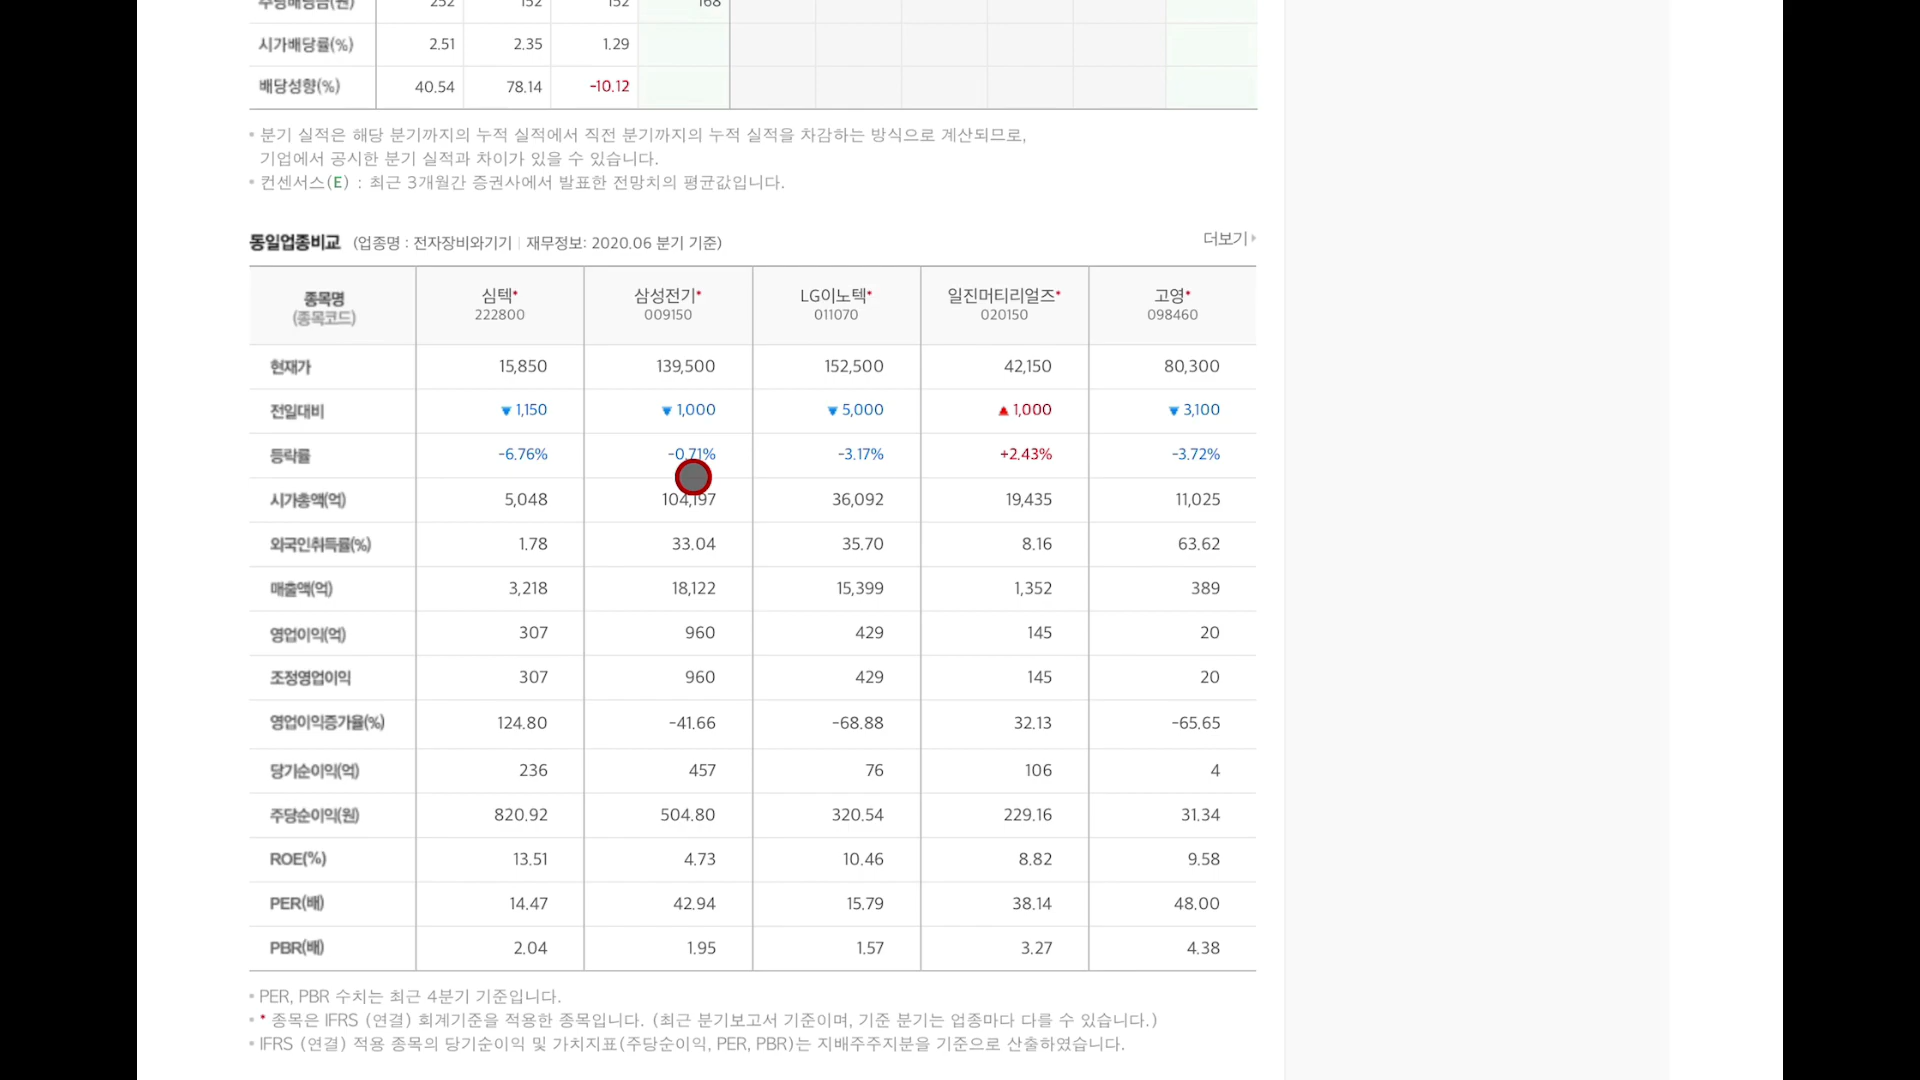 주당배당금(원) 252 152 152 168
시가배당률(%) 2.51 2.35 1.29
배당성향(%) 40.54 78.14 -10.12
• 분기 실적은 해당 분기까지의 누적 실적에서 직전 분기까지의 누적 실적을 차감하는 방식으로 계산되므로,
기업에서 공시한 분기 실적과 차이가 있을 수 있습니다.
• 컨센서스(E) : 최근 3개월간 증권사에서 발표한 전망치의 평균값입니다.
동일업종비교 (업종명 : 전자장비와기기 | 재무정보: 2020.06 분기 기준) 더보기
종목명 심텍* 삼성전기* LG이노텍* 일진머티리얼즈* 고영*
(종목코드) 222800 009150 011070 020150 098460
현재가 15,850 139,500 152,500 42,150 80,300
전일대비 ▼ 1,150 ▼ 1,000 ▼ 5,000 ▲ 1,000 ▼ 3,100
등락률 -6.76% -0.71% -3.17% +2.43% -3.72%
시가총액(억) 5,048 104,197 36,092 19,435 11,025
외국인취득률(%) 1.78 33.04 35.70 8.16 63.62
매출액(억) 3,218 18,122 15,399 1,352 389
영업이익(억) 307 960 429 145 20
조정영업이익 307 960 429 145 20
영업이익증가율(%) 124.80 -41.66 -68.88 32.13 -65.65
당기순이익(억) 236 457 76 106 4
주당순이익(원) 820.92 504.80 320.54 229.16 31.34
ROE(%) 13.51 4.73 10.46 8.82 9.58
PER(배) 14.47 42.94 15.79 38.14 48.00
PBR(배) 2.04 1.95 1.57 3.27 4.38
• PER, PBR 수치는 최근 4분기 기준입니다.
• * 종목은 IFRS (연결) 회계기준을 적용한 종목입니다. (최근 분기보고서 기준이며, 기준 분기는 업종마다 다를 수 있습니다.)
• IFRS (연결) 적용 종목의 당기순이익 및 가치지표(주당순이익, PER, PBR)는 지배주주지분을 기준으로 산출하였습니다.